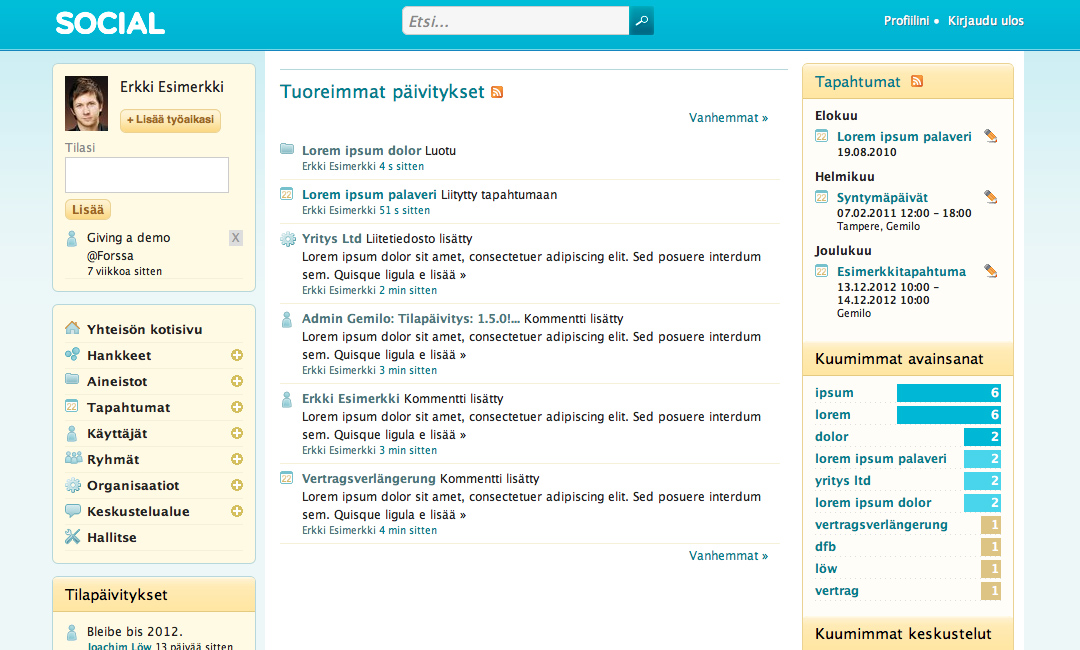 SOCIAL
Etsi...
Profiilini • Kirjaudu ulos
Erkki Esimerkki
+ Lisää työaikasi
Tilasi
Lisää
Giving a demo
X
@Forssa
7 viikkoa sitten
Yhteisön kotisivu
Hankkeet
Aineistot
22 Tapahtumat
Käyttäjät
Ryhmät
Organisaatiot
Keskustelualue
Hallitse
Tilapäivitykset
Bleibe bis 2012.
Joachim Löw 13 päivää sitten
Tuoreimmat päivitykset
Vanhemmat »
Lorem ipsum dolor Luotu
Erkki Esimerkki 4 s sitten
22 Lorem ipsum palaveri Liitytty tapahtumaan
Erkki Esimerkki 51 s sitten
Yritys Ltd Liitetiedosto lisätty
Lorem ipsum dolor sit amet, consectetuer adipiscing elit. Sed posuere interdum
sem. Quisque ligula e lisää »
Erkki Esimerkki 2 min sitten
Admin Gemilo: Tilapäivitys: 1.5.0!... Kommentti lisätty
Lorem ipsum dolor sit amet, consectetuer adipiscing elit. Sed posuere interdum
sem. Quisque ligula e lisää »
Erkki Esimerkki 3 min sitten
Erkki Esimerkki Kommentti lisätty
Lorem ipsum dolor sit amet, consectetuer adipiscing elit. Sed posuere interdum
sem. Quisque ligula e lisää »
Erkki Esimerkki 3 min sitten
22 Vertragsverlängerung Kommentti lisätty
Lorem ipsum dolor sit amet, consectetuer adipiscing elit. Sed posuere interdum
sem. Quisque ligula e lisää »
Erkki Esimerkki 4 min sitten
Vanhemmat »
Tapahtumat
Elokuu
22 Lorem ipsum palaveri
19.08.2010
Helmikuu
22 Syntymäpäivät
07.02.2011 12:00 – 18:00
Tampere, Gemilo
Joulukuu
22 Esimerkkitapahtuma
13.12.2012 10:00 –
14.12.2012 10:00
Gemilo
Kuumimmat avainsanat
ipsum 6
lorem 6
dolor 2
lorem ipsum palaveri 2
yritys ltd 2
lorem ipsum dolor 2
vertragsverlängerung 1
dfb 1
löw 1
vertrag 1
Kuumimmat keskustelut